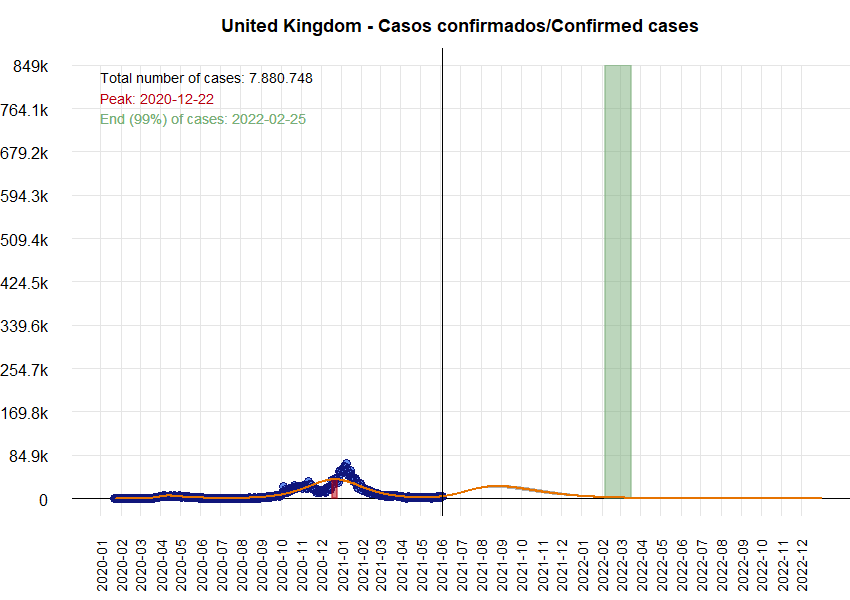 United Kingdom - Casos confirmados/Confirmed cases
849k
764.1k
679.2k
594.3k
509.4k
424.5k
339.6k
254.7k
169.8k
84.9k
0
Total number of cases: 7.880.748
Peak: 2020-12-22
End (99%) of cases: 2022-02-25
2020-01
2020-02
2020-03
2020-04
2020-05
2020-06
2020-07
2020-08
2020-09
2020-10
2020-11
2020-12
2021-01
2021-02
2021-03
2021-04
2021-05
2021-06
2021-07
2021-08
2021-09
2021-10
2021-11
2021-12
2022-01
2022-02
2022-03
2022-04
2022-05
2022-06
2022-07
2022-08
2022-09
2022-10
2022-11
2022-12